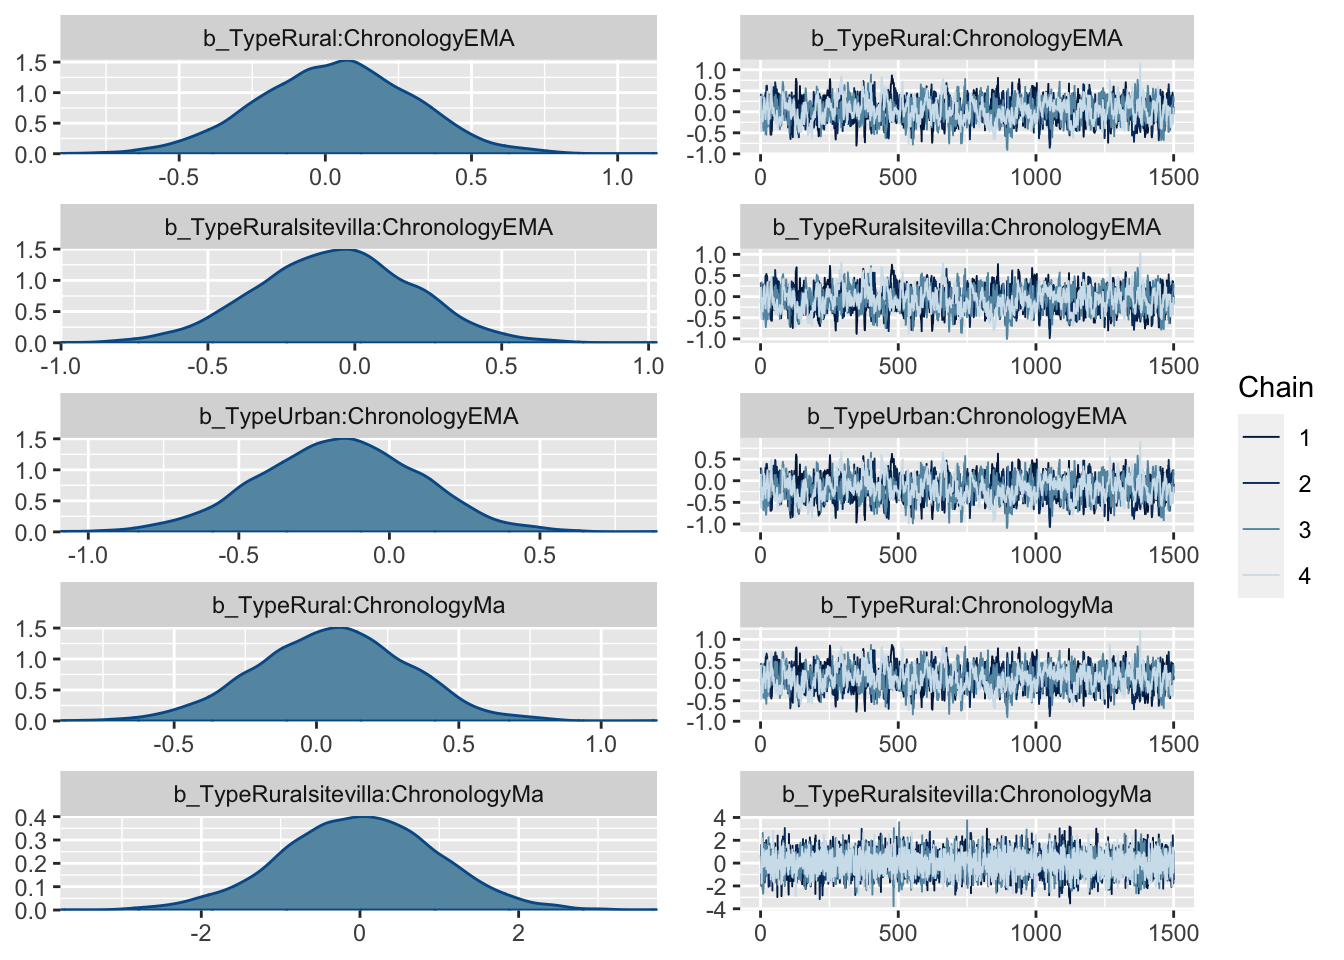 b_TypeRural:ChronologyEMA
1.5
1.0
0.5
0.0
-0.5 0.0 0.5 1.0
b_TypeRural:ChronologyEMA
1.0
0.5
0.0
-0.5
-1.0
0 500 1000 1500
b_TypeRuralsitevilla:ChronologyEMA
1.5
1.0
0.5
0.0
-1.0 -0.5 0.0 0.5 1.0
b_TypeRuralsitevilla:ChronologyEMA
1.0
0.5
0.0
-0.5
-1.0
0 500 1000 1500
b_TypeUrban:ChronologyEMA
1.5
1.0
0.5
0.0
-1.0 -0.5 0.0 0.5
b_TypeUrban:ChronologyEMA
0.5
0.0
-0.5
-1.0
0 500 1000 1500
b_TypeRural:ChronologyMa
1.5
1.0
0.5
0.0
-0.5 0.0 0.5 1.0
b_TypeRural:ChronologyMa
1.0
0.5
0.0
-0.5
-1.0
0 500 1000 1500
b_TypeRuralsitevilla:ChronologyMa
0.4
0.3
0.2
0.1
0.0
-2 0 2
b_TypeRuralsitevilla:ChronologyMa
4
2
0
-2
-4
0 500 1000 1500
Chain
1
2
3
4